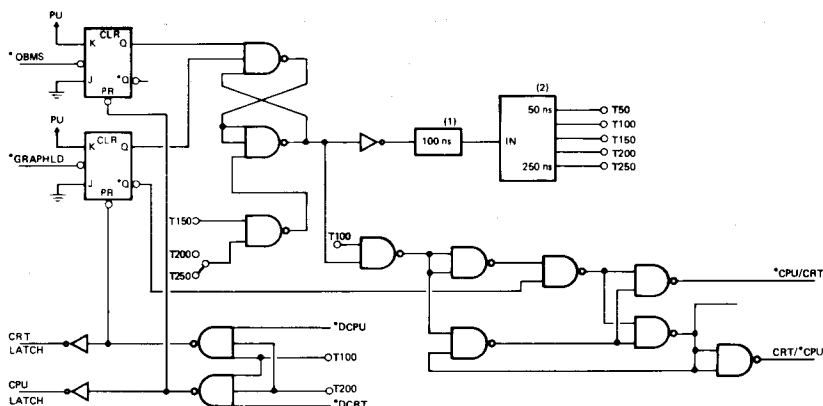 PU
CLR
K
Q
*OBMS
J
*Q
PR
PU
CLR
K
Q
*GRAPHLD
J
*Q
PR
(1)
100 ns
(2)
IN
50 ns
250 ns
T50
T100
T150
T200
T250
T150
T200
T250
T100
*CPU/CRT
CRT/*CPU
CRT
LATCH
*DCPU
T100
CPU
LATCH
T200
*DCRT